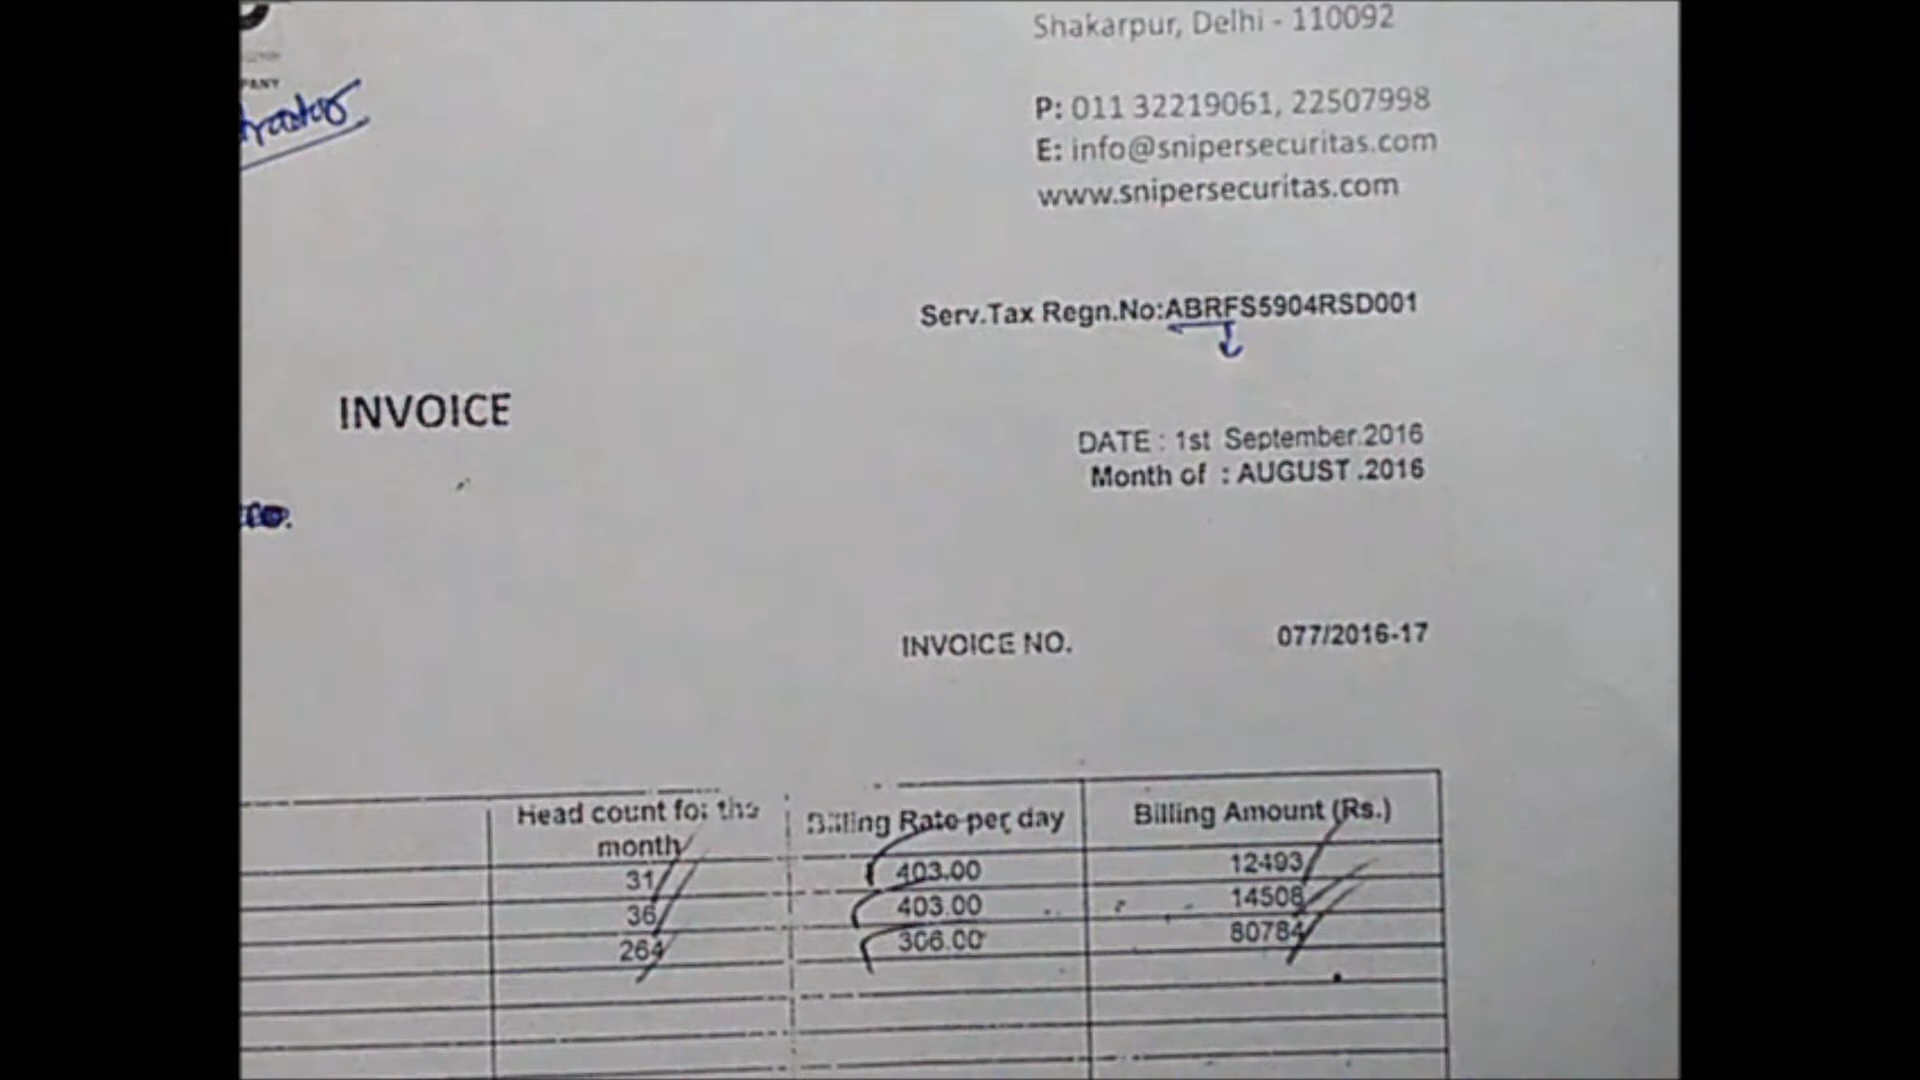 Shakarpur, Delhi - 110092
PANY
P: 011 32219061, 22507998
E: info@snipersecuritas.com
www.snipersecuritas.com
Serv.Tax Regn.No:ABRFS5904RSD001
INVOICE
DATE : 1st September.2016
Month of : AUGUST .2016
INVOICE NO. 077/2016-17
Head count for the month Billing Rate per day Billing Amount (Rs.)
31 403.00 12493
36 403.00 14508
264 306.00 80784